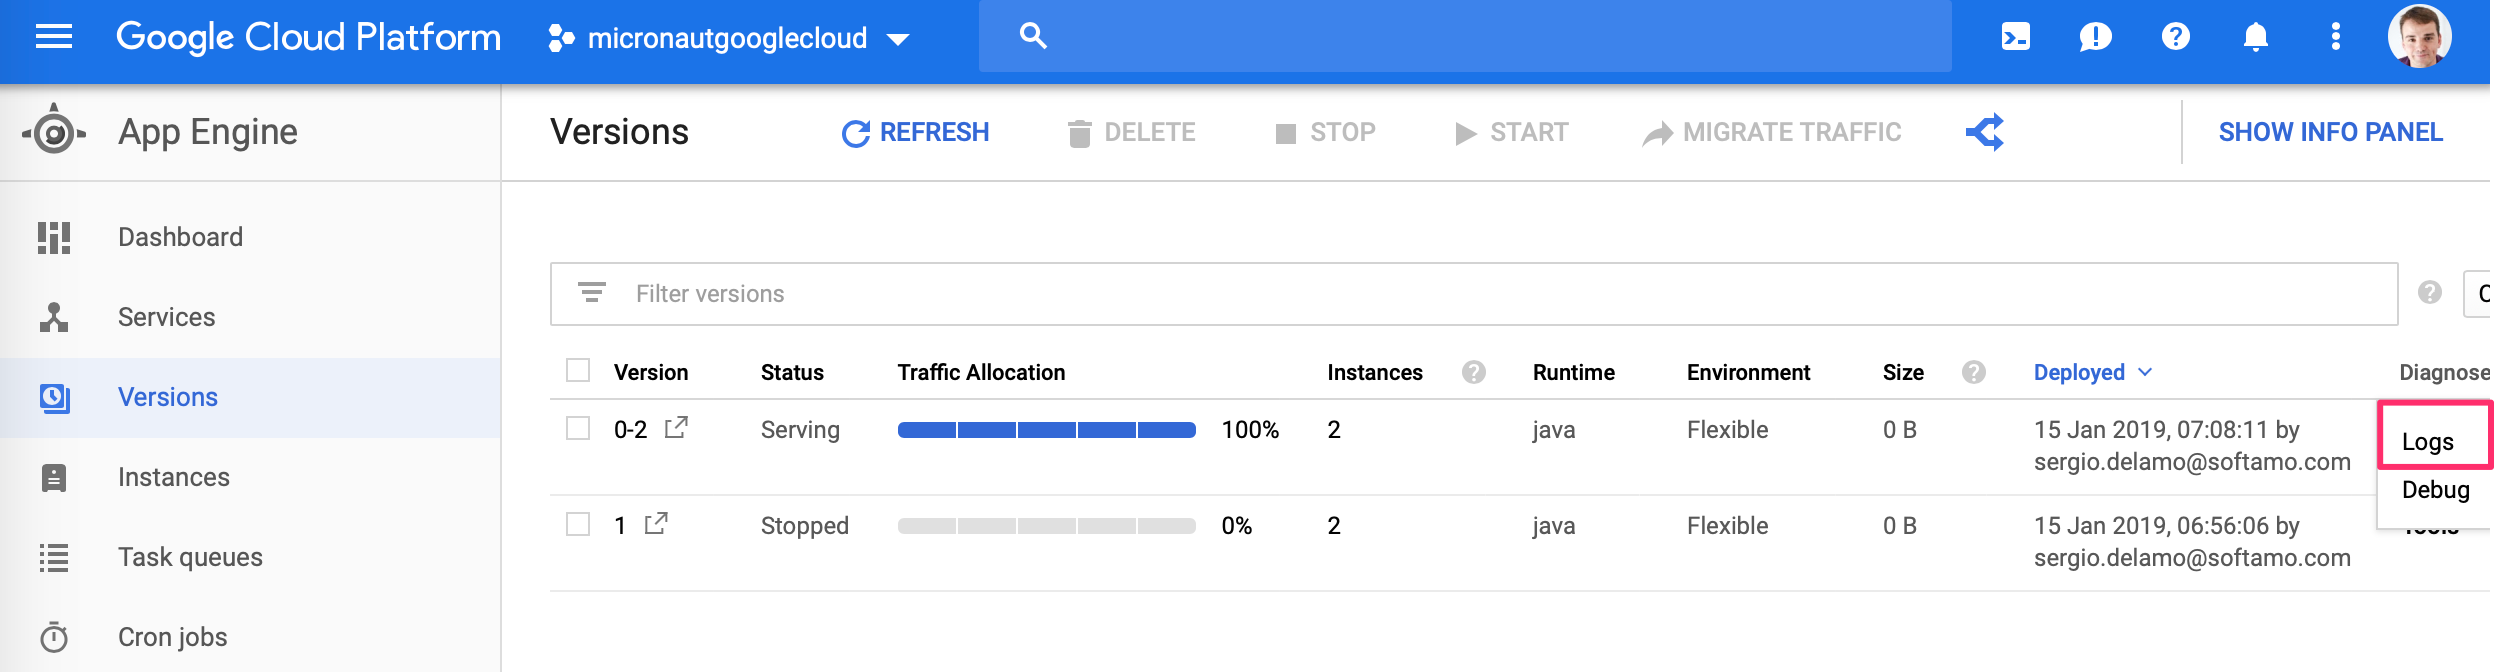 Google Cloud Platform
micronautgooglecloud
App Engine
Versions
REFRESH
DELETE
STOP
START
MIGRATE TRAFFIC
SHOW INFO PANEL
Dashboard
Services
Versions
Instances
Task queues
Cron jobs
Filter versions
Version Status Traffic Allocation Instances Runtime Environment Size Deployed Diagnose
0-2 Serving 100% 2 java Flexible 0 B 15 Jan 2019, 07:08:11 by
sergio.delamo@softamo.com
Logs
Debug
1 Stopped 0% 2 java Flexible 0 B 15 Jan 2019, 06:56:06 by
sergio.delamo@softamo.com